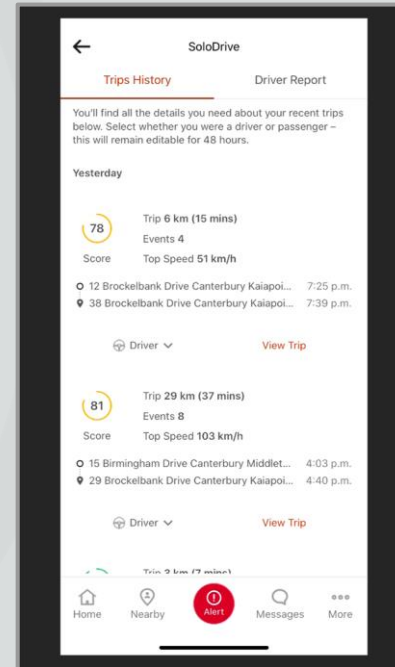 SoloDrive
Trips History
Driver Report
You'll find all the details you need about your recent trips
below. Select whether you were a driver or passenger –
this will remain editable for 48 hours.
Yesterday
78
Score
Trip 6 km (15 mins)
Events 4
Top Speed 51 km/h
12 Brockelbank Drive Canterbury Kaiapoi... 7:25 p.m.
38 Brockelbank Drive Canterbury Kaiapoi... 7:39 p.m.
Driver
View Trip
81
Score
Trip 29 km (37 mins)
Events 8
Top Speed 103 km/h
15 Birmingham Drive Canterbury Middlet... 4:03 p.m.
29 Brockelbank Drive Canterbury Kaiapoi... 4:40 p.m.
Driver
View Trip
Trip 3 km (7 mins)
Home
Nearby
Alert
Messages
More